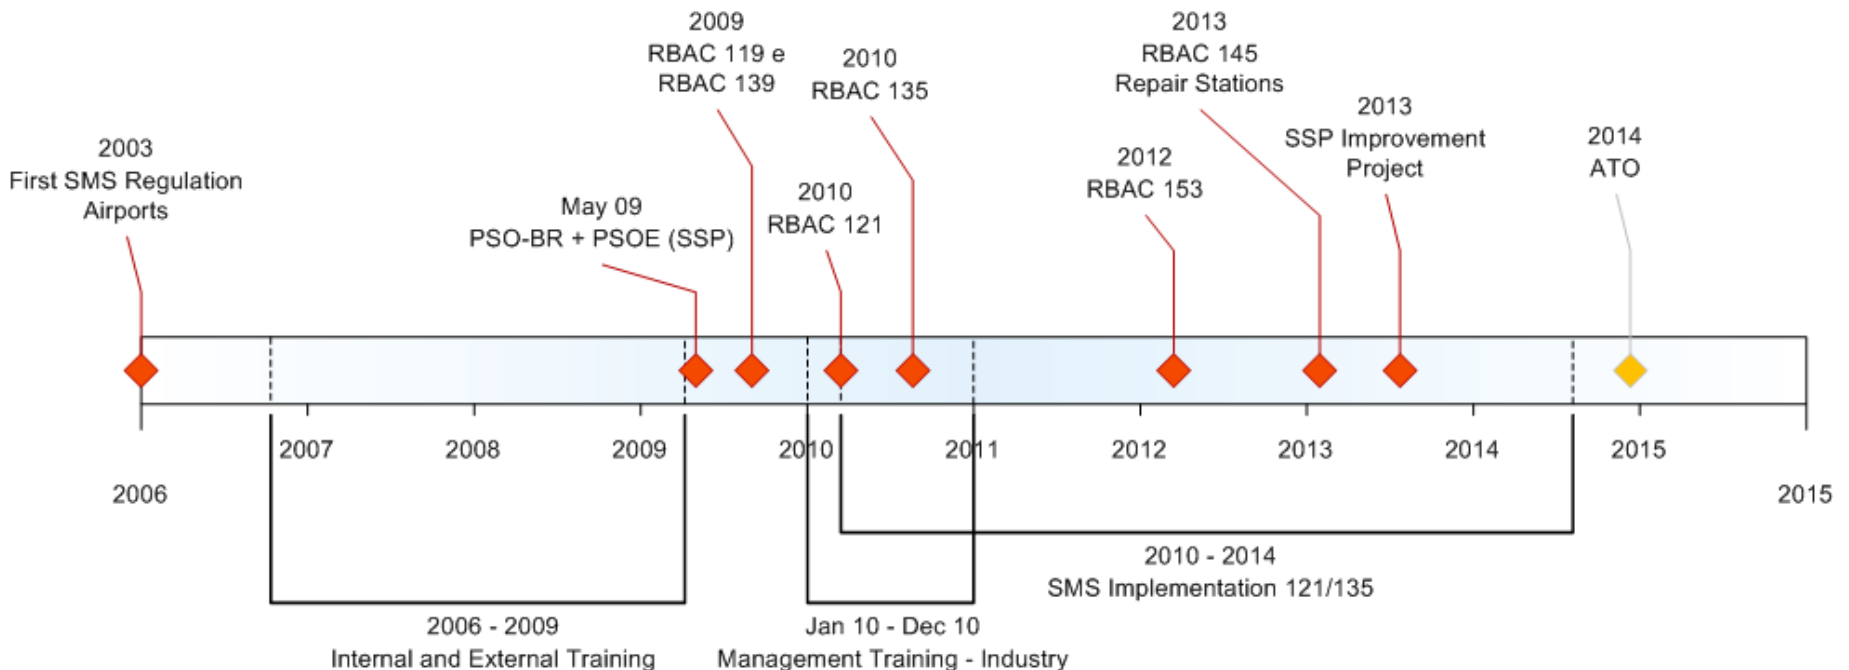 2003
First SMS Regulation
Airports
May 09
PSO-BR + PSOE (SSP)
2009
RBAC 119 e
RBAC 139
2010
RBAC 121
2010
RBAC 135
2012
RBAC 153
2013
RBAC 145
Repair Stations
2013
SSP Improvement
Project
2014
ATO
2007
2008
2009
2010
2011
2012
2013
2014
2015
2006
2015
2006 - 2009
Internal and External Training
Jan 10 - Dec 10
Management Training - Industry
2010 - 2014
SMS Implementation 121/135